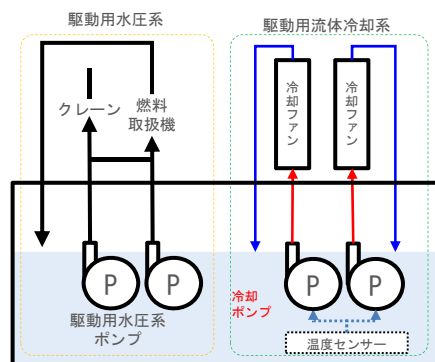 駆動用水圧系
駆動用流体冷却系
クレーン
燃料
取扱機
冷却ファン
冷却ファン
P
P
P
P
駆動用水圧系
ポンプ
冷却
ポンプ
温度センサー